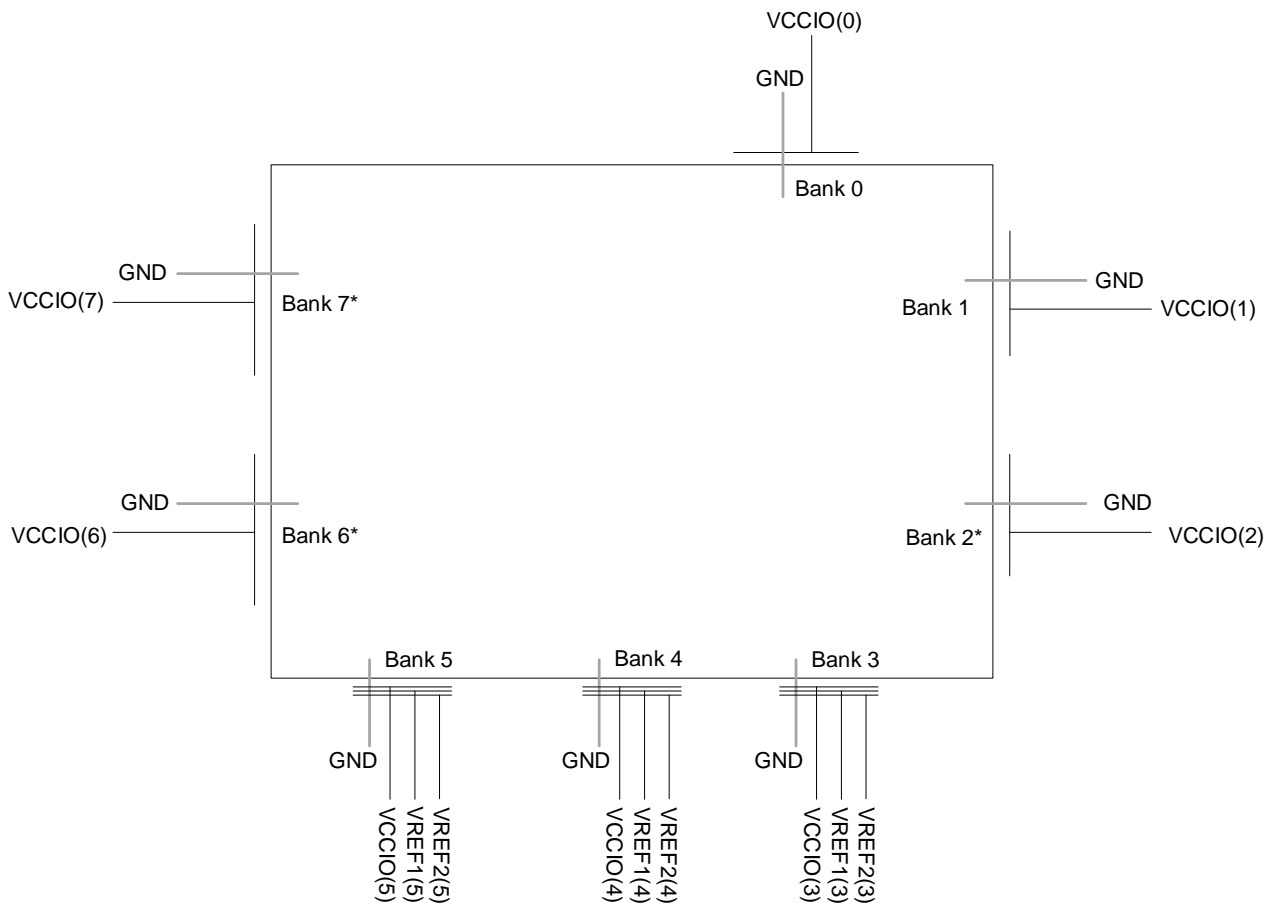 VCCIO(0)
GND
Bank 0
GND
VCCIO(7)
Bank 7*
GND
Bank 1
VCCIO(1)
GND
VCCIO(6)
Bank 6*
GND
Bank 2*
VCCIO(2)
Bank 5
Bank 4
Bank 3
GND
GND
GND
VCCIO(5)
VREF1(5)
VREF2(5)
VCCIO(4)
VREF1(4)
VREF2(4)
VCCIO(3)
VREF1(3)
VREF2(3)